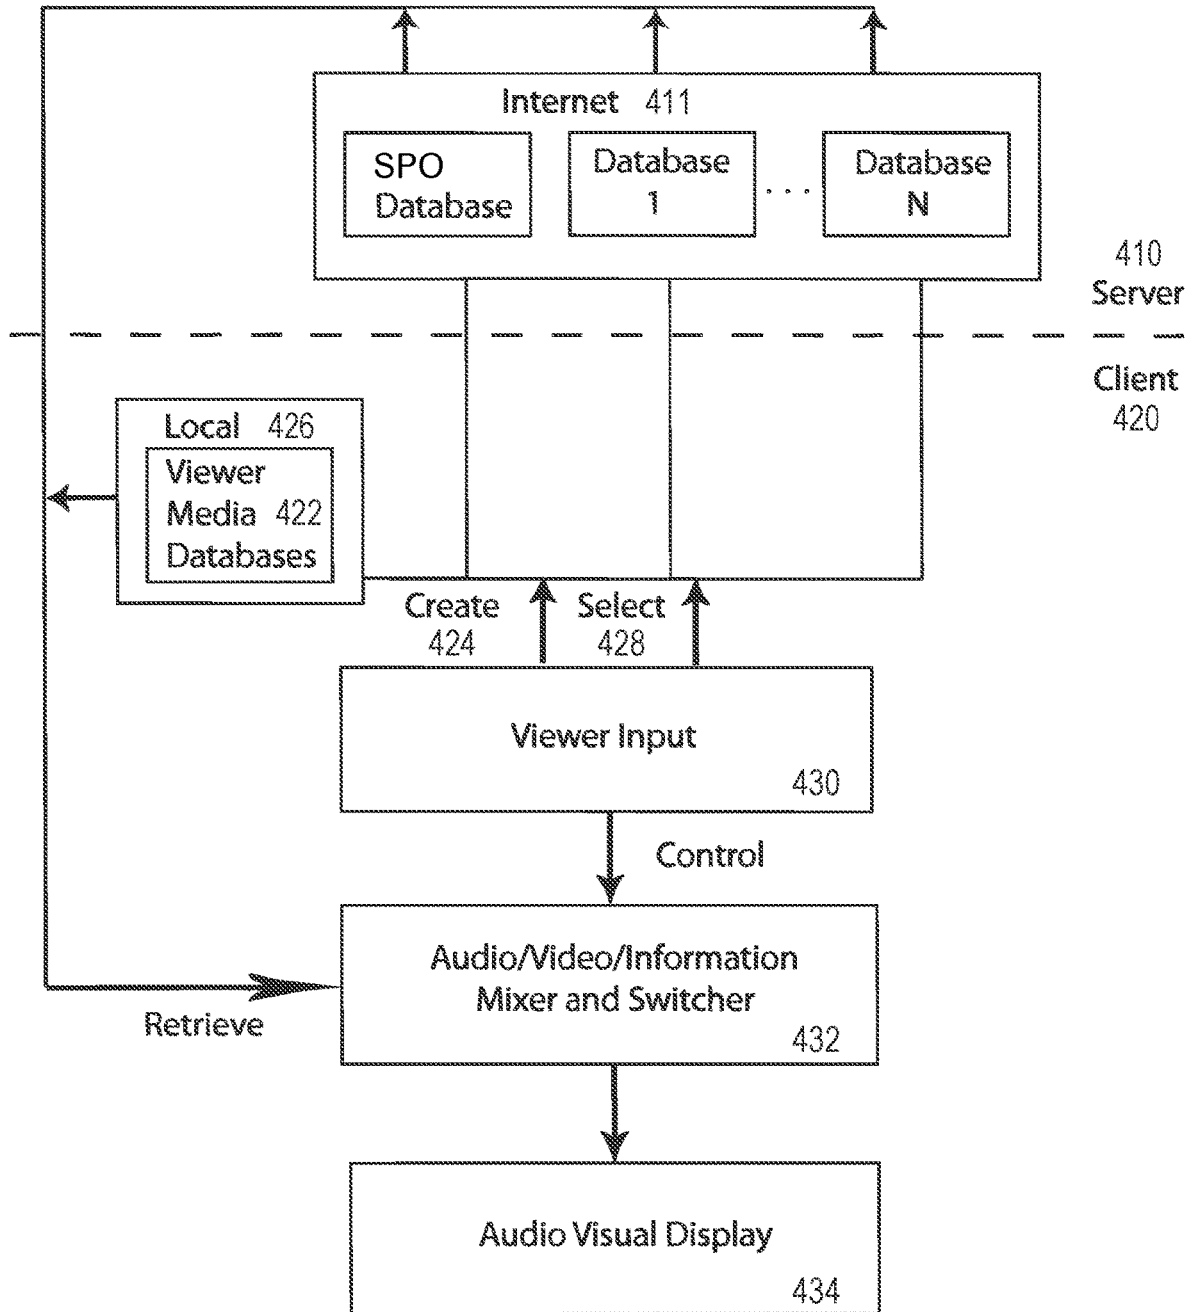 Internet 411
SPO
Database
Database
1
. . .
Database
N
410
Server
Client
420
Local 426
Viewer
Media 422
Databases
Create
424
Select
428
Viewer Input
430
Control
Audio/Video/Information
Mixer and Switcher
432
Retrieve
Audio Visual Display
434